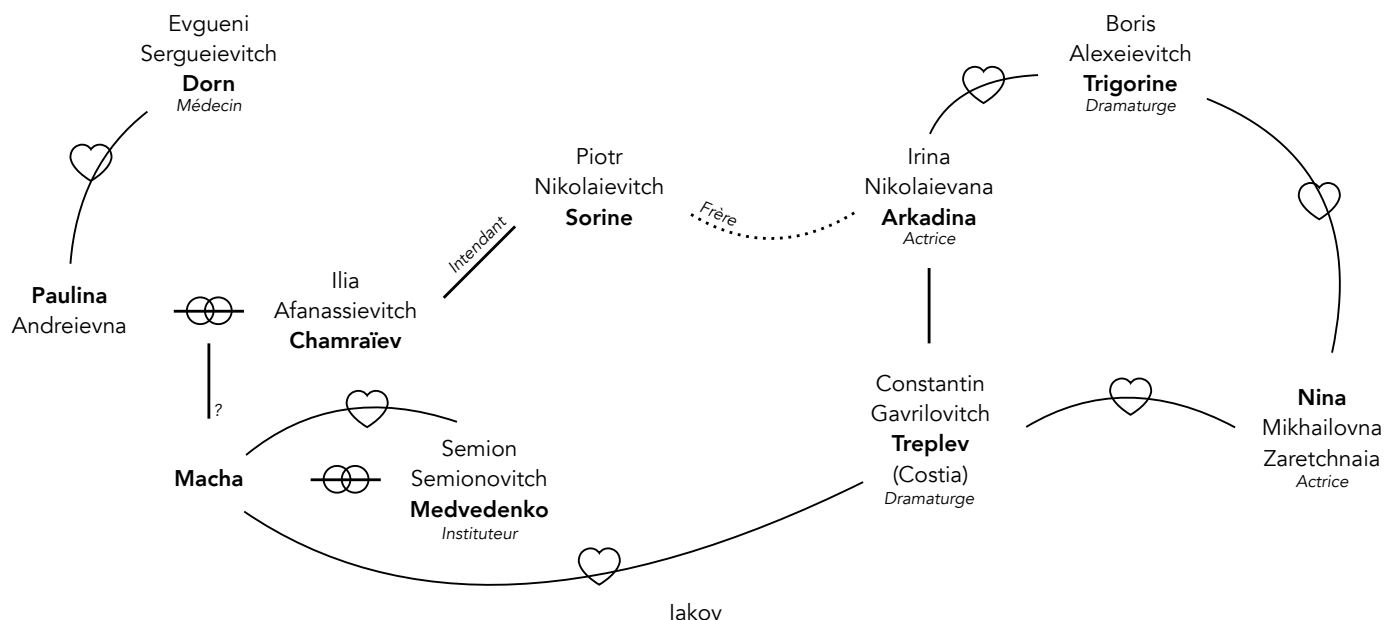 Evgueni
Sergueievitch
Dorn
Médecin
Boris
Alexeievitch
Trigorine
Dramaturge
Piotr
Nikolaievitch
Sorine
Frère
Irina
Nikolaievana
Arkadina
Actrice
Intendant
Paulina
Andreievna
Ilia
Afanassievitch
Chamraïev
?
Macha
Semion
Semionovitch
Medvedenko
Instituteur
Constantin
Gavrilovitch
Treplev
(Costia)
Dramaturge
Nina
Mikhailovna
Zaretchnaia
Actrice
Iakov